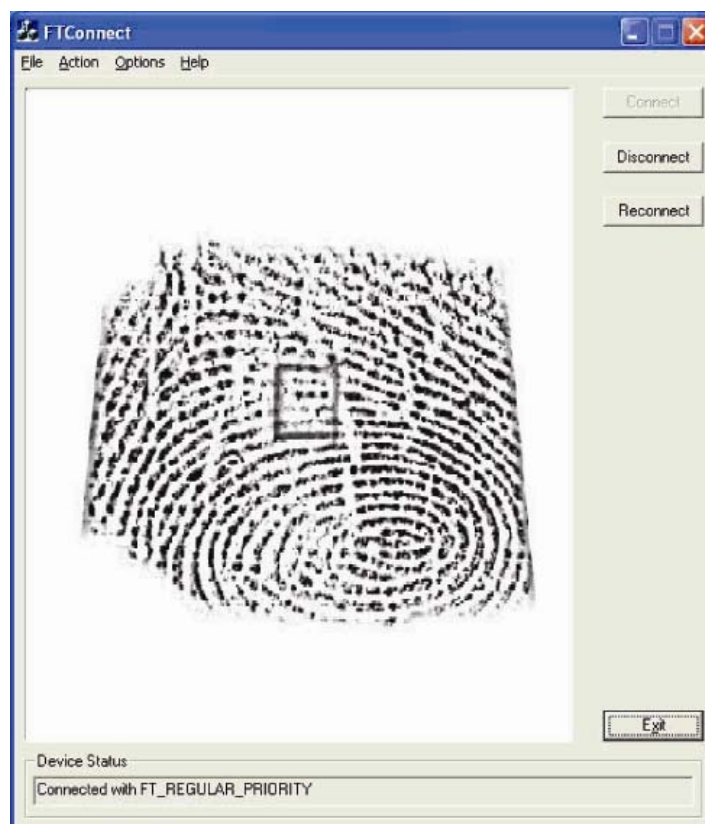 FTConnect
File Action Options Help
Connect
Disconnect
Reconnect
Exit
Device Status
Connected with FT_REGULAR_PRIORITY